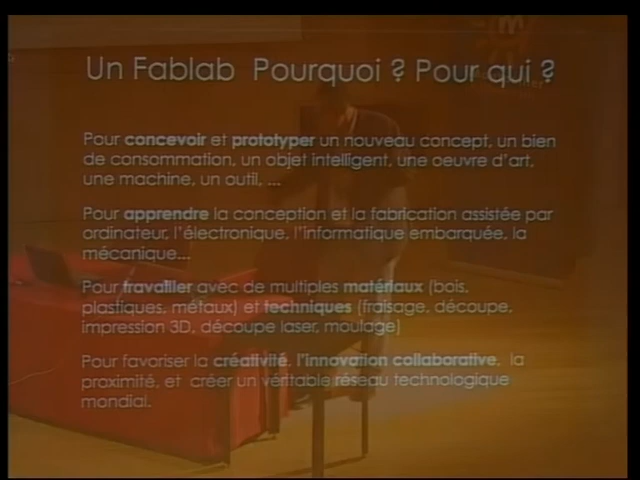 Un Fablab Pourquoi ? Pour qui ?
Pour concevoir et prototyper un nouveau concept, un bien
de consommation, un objet intelligent, une oeuvre d'art,
une machine, un outil, ...
Pour apprendre la conception et la fabrication assistée par
ordinateur, l'électronique, l'informatique embarquée, la
mécanique...
Pour travailler avec de multiples matériaux (bois,
plastiques, métaux) et techniques (fraisage, découpe,
impression 3D, découpe laser, moulage)
Pour favoriser la créativité, l'innovation collaborative, la
proximité, et créer un véritable réseau technologique
mondial.